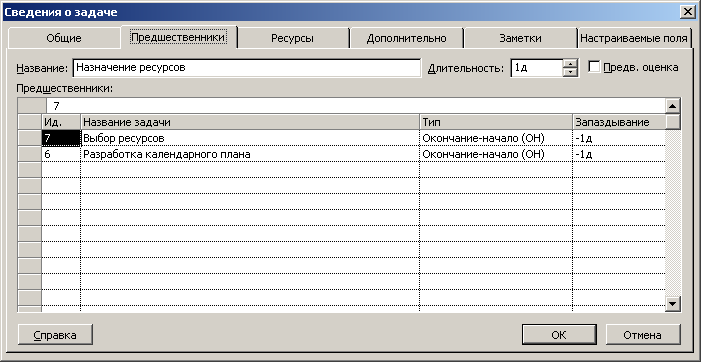 Сведения о задаче
Общие Предшественники Ресурсы Дополнительно Заметки Настраиваемые поля
Название: Назначение ресурсов Длительность: 1д Предв. оценка
Предшественники:
7
Ид. Название задачи Тип Запаздывание
7 Выбор ресурсов Окончание-начало (ОН) -1д
6 Разработка календарного плана Окончание-начало (ОН) -1д
Справка ОК Отмена